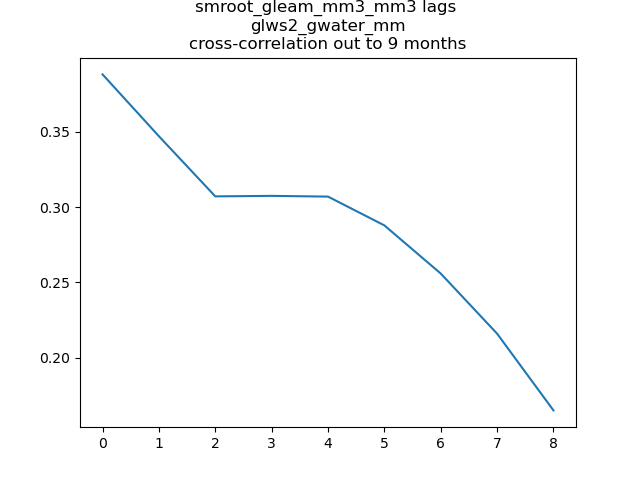 smroot_gleam_mm3_mm3 lags
glws2_gwater_mm
cross-correlation out to 9 months
0.35
0.30
0.25
0.20
0 1 2 3 4 5 6 7 8